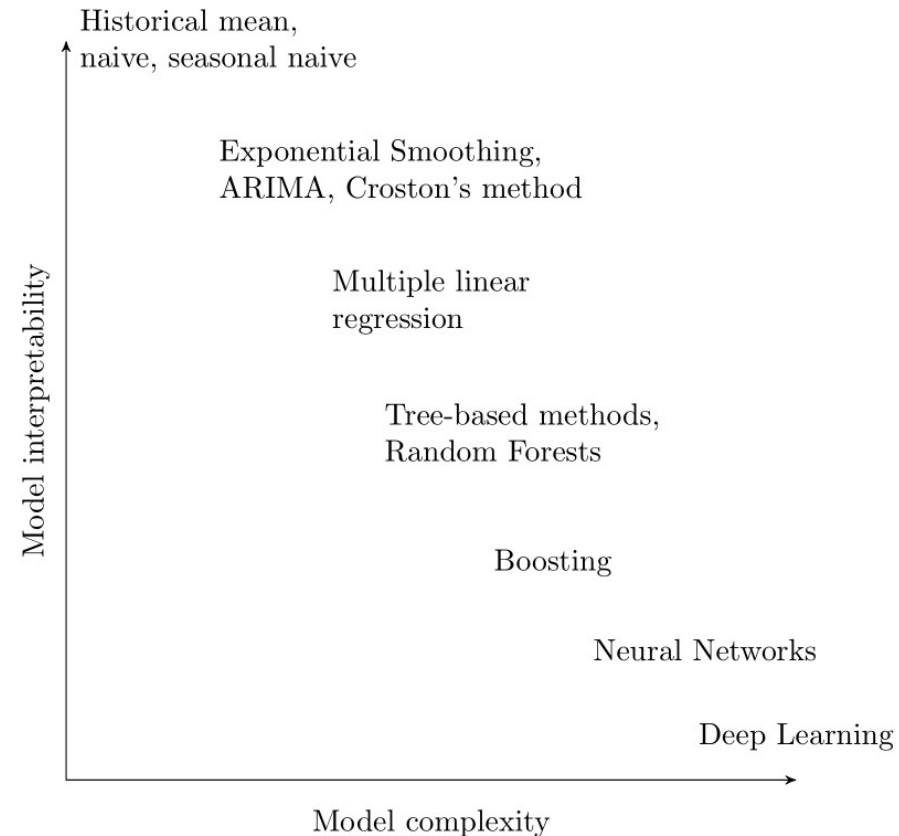 Historical mean,
naive, seasonal naive
Exponential Smoothing,
ARIMA, Croston's method
Multiple linear
regression
Tree-based methods,
Random Forests
Boosting
Neural Networks
Deep Learning
Model interpretability
Model complexity